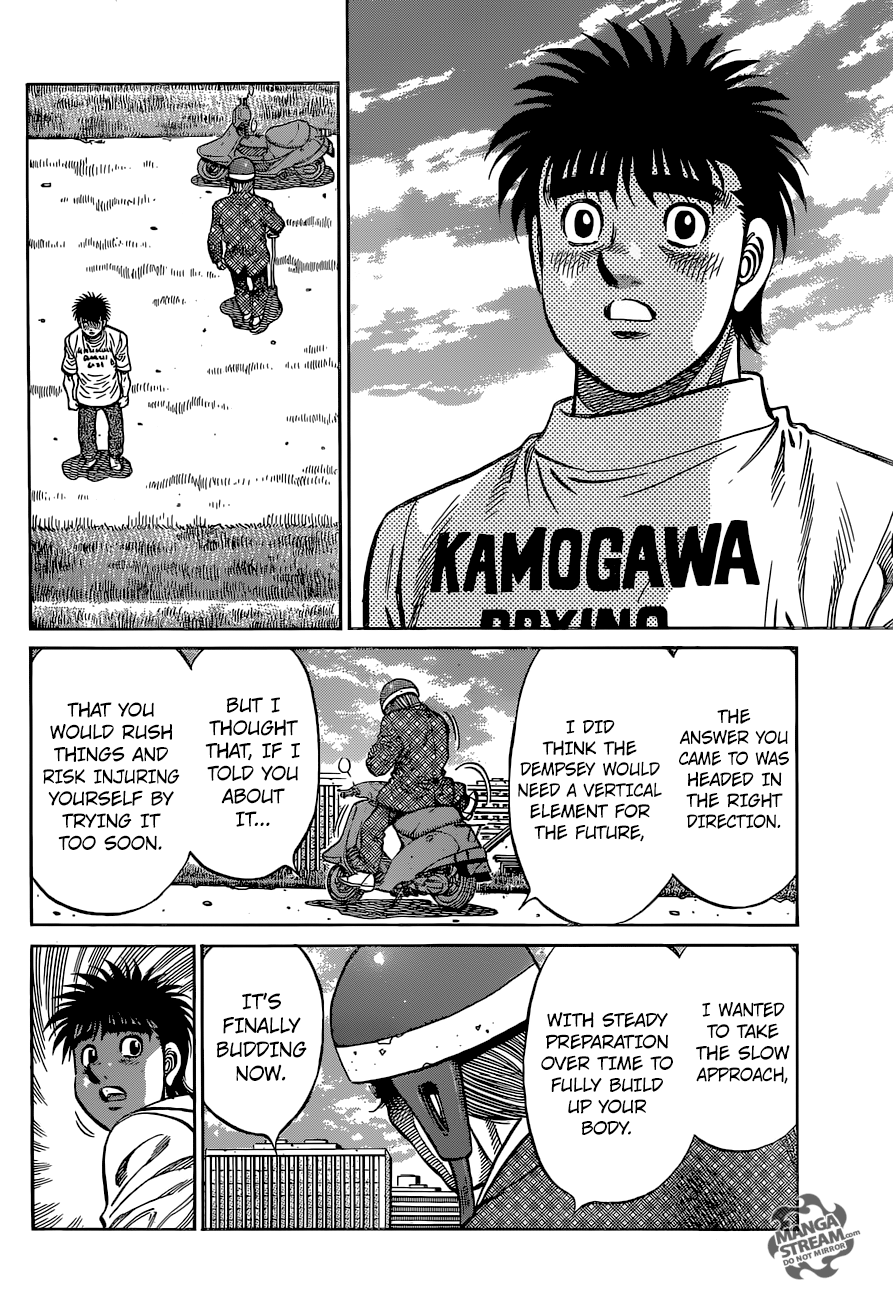 KAMOGAWA
BOXING
THE
ANSWER YOU
CAME TO WAS
HEADED IN
THE RIGHT
DIRECTION.
I DID
THINK THE
DEMPSEY WOULD
NEED A VERTICAL
ELEMENT FOR
THE FUTURE,
BUT I
THOUGHT
THAT, IF I
TOLD YOU
ABOUT
IT...
THAT YOU
WOULD RUSH
THINGS AND
RISK INJURING
YOURSELF BY
TRYING IT
TOO SOON.
I WANTED
TO TAKE
THE SLOW
APPROACH,
WITH STEADY
PREPARATION
OVER TIME TO
FULLY BUILD
UP YOUR
BODY.
IT'S
FINALLY
BUDDING
NOW.
MANGA
STREAM.com
DO NOT MIRROR